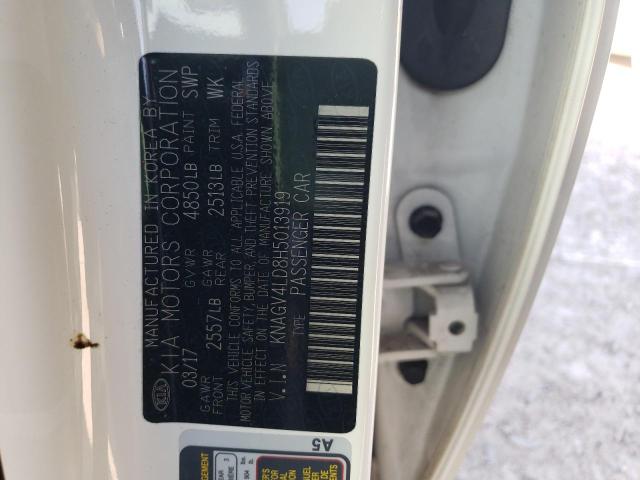 MANUFACTURED IN KOREA BY
KIA KIA MOTORS CORPORATION
03/17 GVWR 4850LB PAINT SWP
GAWR FRONT 2557LB GAWR REAR 2513LB TRIM WK
THIS VEHICLE CONFORMS TO ALL APPLICABLE U.S.A. FEDERAL
MOTOR VEHICLE SAFETY, BUMPER AND THEFT PREVENTION STANDARDS
IN EFFECT ON THE DATE OF MANUFACTURE SHOWN ABOVE.
V.I.N KNAGV4LD8H5013919
TYPE PASSENGER CAR
A5